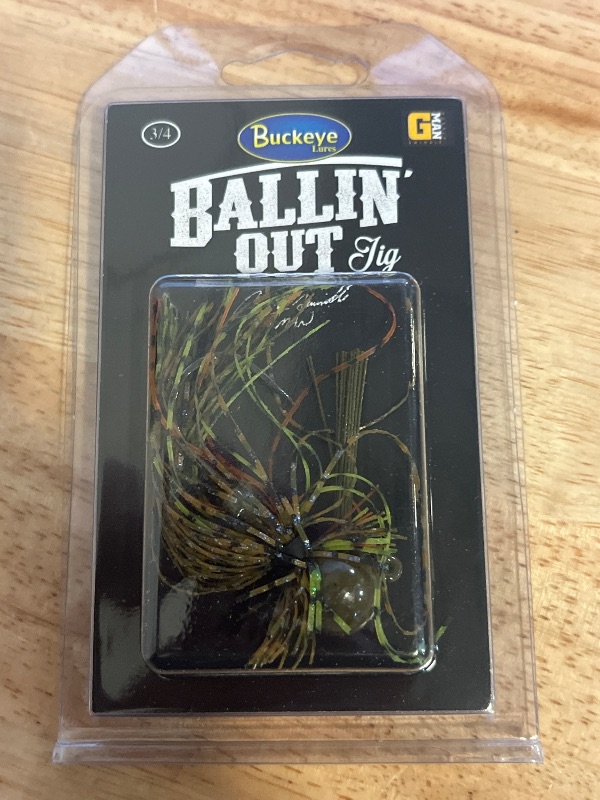 3/4
Buckeye
Lures
G MAN
BALLIN'
OUT Jig